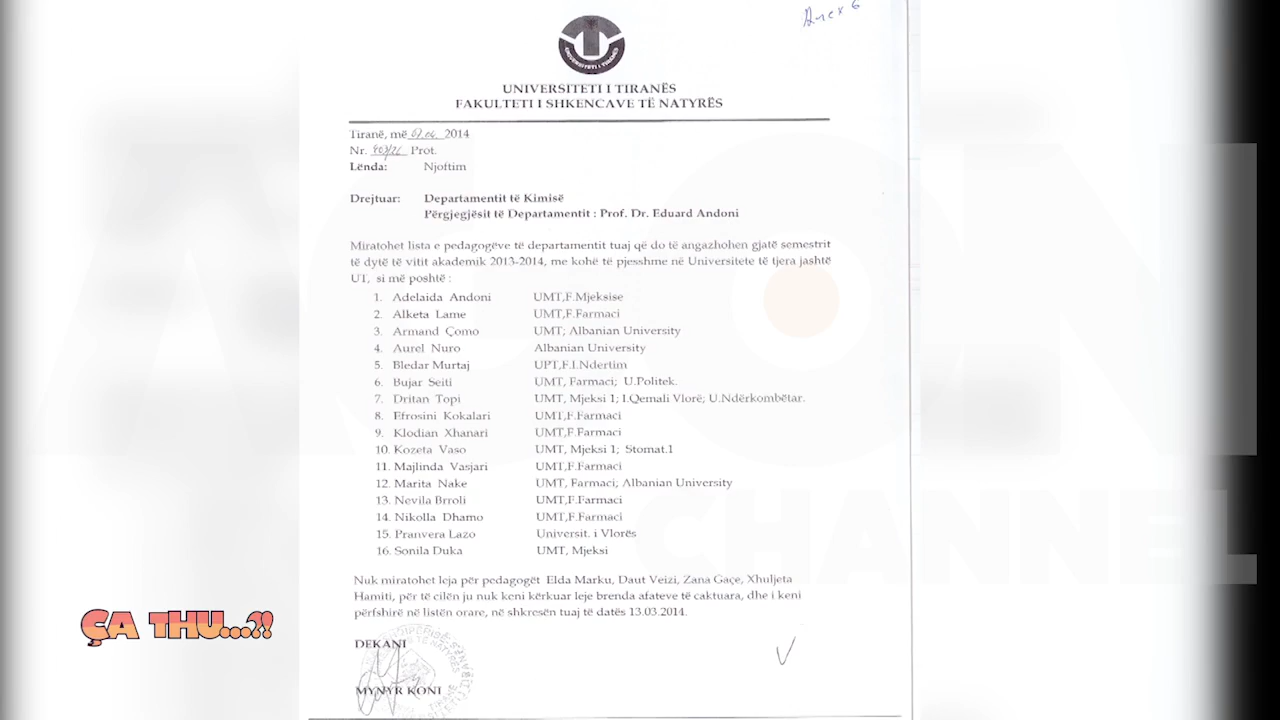 Anex 6
UNIVERSITETI I TIRANËS
UNIVERSITETI I TIRANËS
FAKULTETI I SHKENCAVE TË NATYRËS
Tiranë, më 2014
Nr. Prot.
Lënda: Njoftim
Drejtuar: Departamentit të Kimisë
Përgjegjësit të Departamentit : Prof. Dr. Eduard Andoni
Miratohet lista e pedagogëve të departamentit tuaj që do të angazhohen gjatë semestrit
të dytë të vitit akademik 2013-2014, me kohë të pjesshme në Universitete të tjera jashtë
UT, si më poshtë :
1. Adelaida Andoni UMT,F.Mjeksise
2. Alketa Lame UMT,F.Farmaci
3. Armand Çomo UMT; Albanian University
4. Aurel Nuro Albanian University
5. Bledar Murtaj UPT,F.I.Ndertim
6. Bujar Seiti UMT, Farmaci; U.Politek.
7. Dritan Topi UMT, Mjeksi 1; I.Qemali Vlorë; U.Ndërkombëtar.
8. Efrosini Kokalari UMT,F.Farmaci
9. Klodian Xhanari UMT,F.Farmaci
10. Kozeta Vaso UMT, Mjeksi 1; Stomat.1
11. Majlinda Vasjari UMT,F.Farmaci
12. Marita Nake UMT, Farmaci; Albanian University
13. Nevila Brroli UMT,F.Farmaci
14. Nikolla Dhamo UMT,F.Farmaci
15. Pranvera Lazo Universit. i Vlorës
16. Sonila Duka UMT, Mjeksi
Nuk miratohet leja për pedagogët Elda Marku, Daut Veizi, Zana Gaçe, Xhuljeta
Hamiti, për të cilën ju nuk keni kërkuar leje brenda afateve të caktuara, dhe i keni
përfshirë në listën orare, në shkresën tuaj të datës 13.03.2014.
DEKANI
MYNYR KONI
ÇA THU...?!
CHANNEL